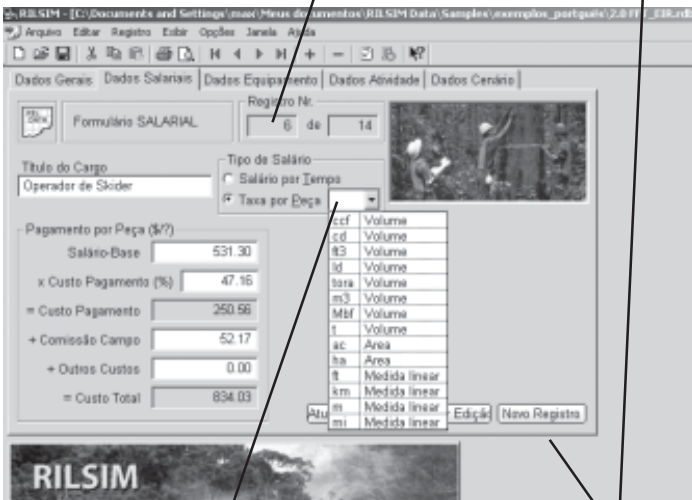 RILSIM - [C:\Documents and Settings\maxi\Meus documentos\RILSIM Data\Samples\exemplos_português\2.0
Arquivo Editar Registro Exibir Opções Janela Ajuda
Dados Gerais Dados Salariais Dados Equipamento Dados Atividade Dados Cenário
Registro Nr.
Formulário SALARIAL 6 de 14
Título do Cargo
Operador de Skider
Tipo de Salário
Salário por Tempo
Taxa por Peça
Pagamento por Peça ($/?)
Salário-Base 531.30
x Custo Pagamento (%) 47.16
= Custo Pagamento 250.56
+ Comissão Campo 52.17
+ Outros Custos 0.00
= Custo Total 834.03
ccf Volume
cd Volume
ft3 Volume
ld Volume
tora Volume
m3 Volume
Mbf Volume
t Volume
ac Area
ha Area
ft Medida linear
km Medida linear
m Medida linear
mi Medida linear
Atu Edição Novo Registro
RILSIM